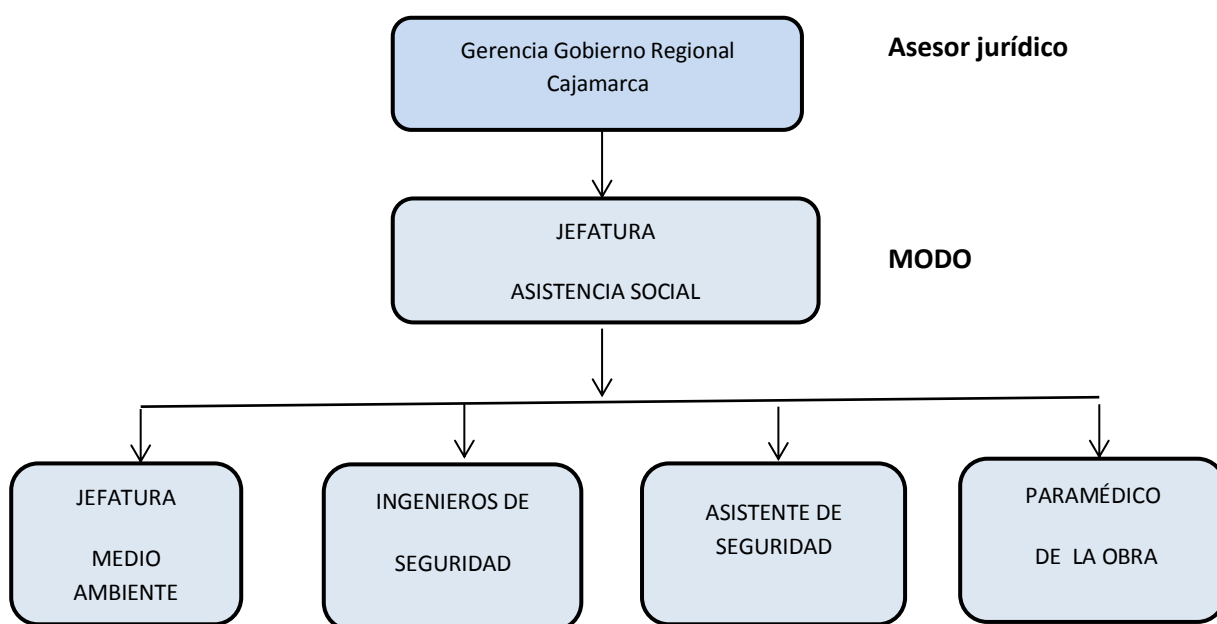 Gerencia Gobierno Regional
Cajamarca
Asesor jurídico
JEFATURA
ASISTENCIA SOCIAL
MODO
JEFATURA
MEDIO
AMBIENTE
INGENIEROS DE
SEGURIDAD
ASISTENTE DE
SEGURIDAD
PARAMÉDICO
DE LA OBRA